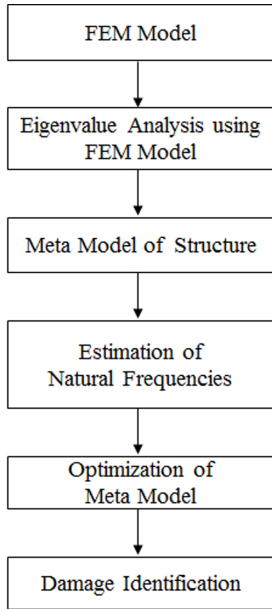 FEM Model
Eigenvalue Analysis using
FEM Model
Meta Model of Structure
Estimation of
Natural Frequencies
Optimization of
Meta Model
Damage Identification